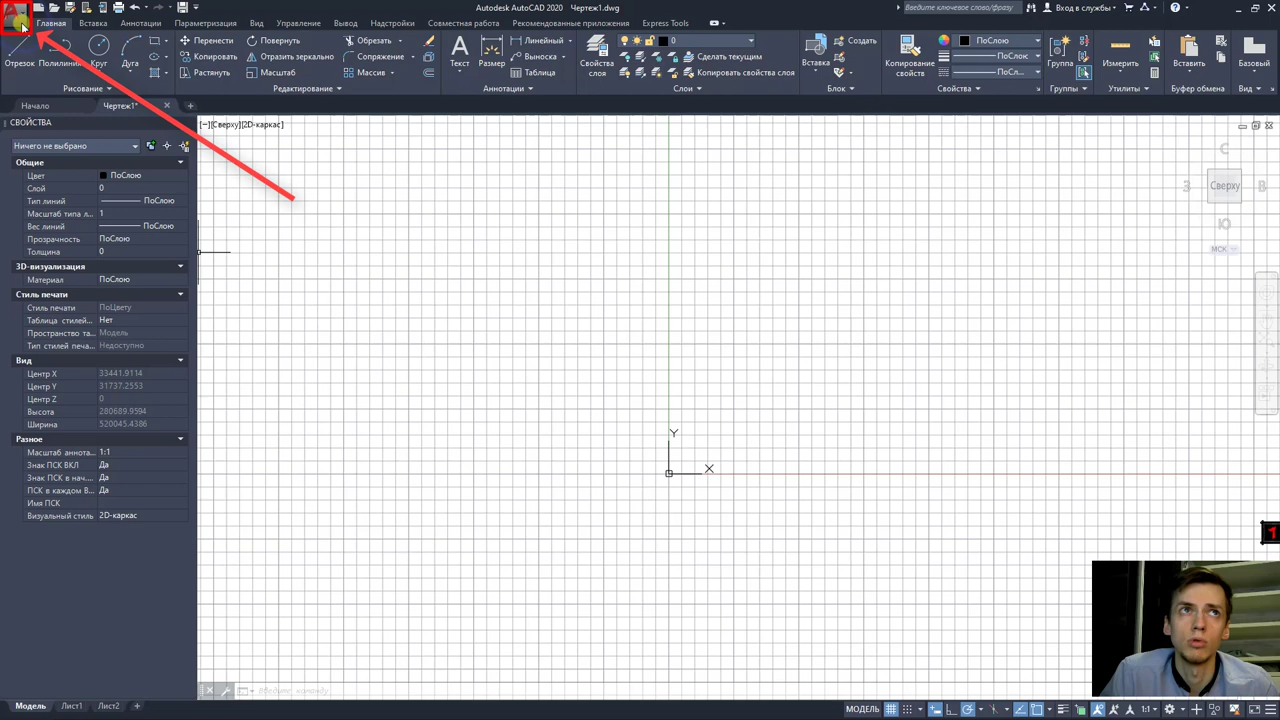 Autodesk AutoCAD 2020 Чертеж1.dwg
Введите ключевое слово/фразу
Вход в службы
Главная Вставка Аннотации Параметризация Вид Управление Вывод Надстройки Совместная работа Рекомендованные приложения Express Tools
Отрезок Полилиния Круг Дуга
Перенести Повернуть Обрезать
Копировать Отразить зеркально Сопряжение
Растянуть Масштаб Массив
Текст Размер
Линейный
Выноска
Таблица
Свойства слоя
0
Сделать текущим
Копировать свойства слоя
Вставка
Создать
Копирование свойств
ПоСлою
ПоСлою
ПоСл...
Группа
Измерить
Вставить
Базовый
Рисование Редактирование Аннотации Слои Блок Свойства Группы Утилиты Буфер обмена Вид
Начало Чертеж1*
СВОЙСТВА
Ничего не выбрано
Общие
Цвет ПоСлою
Слой 0
Тип линий ПоСлою
Масштаб типа л... 1
Вес линий ПоСлою
Прозрачность ПоСлою
Толщина 0
3D-визуализация
Материал ПоСлою
Стиль печати
Стиль печати ПоЦвету
Таблица стилей... Нет
Пространство та... Модель
Тип стилей печа... Недоступно
Вид
Центр X 33441.9114
Центр Y 31737.2553
Центр Z 0
Высота 280689.9594
Ширина 520045.4386
Разное
Масштаб аннота... 1:1
Знак ПСК ВКЛ Да
Знак ПСК в нач.... Да
ПСК в каждом В... Да
Имя ПСК
Визуальный стиль 2D-каркас
[−][Сверху][2D-каркас]
С
З Сверху В
Ю
МСК
Y
X
1
Введите команду
Модель Лист1 Лист2 +
МОДЕЛЬ
1:1